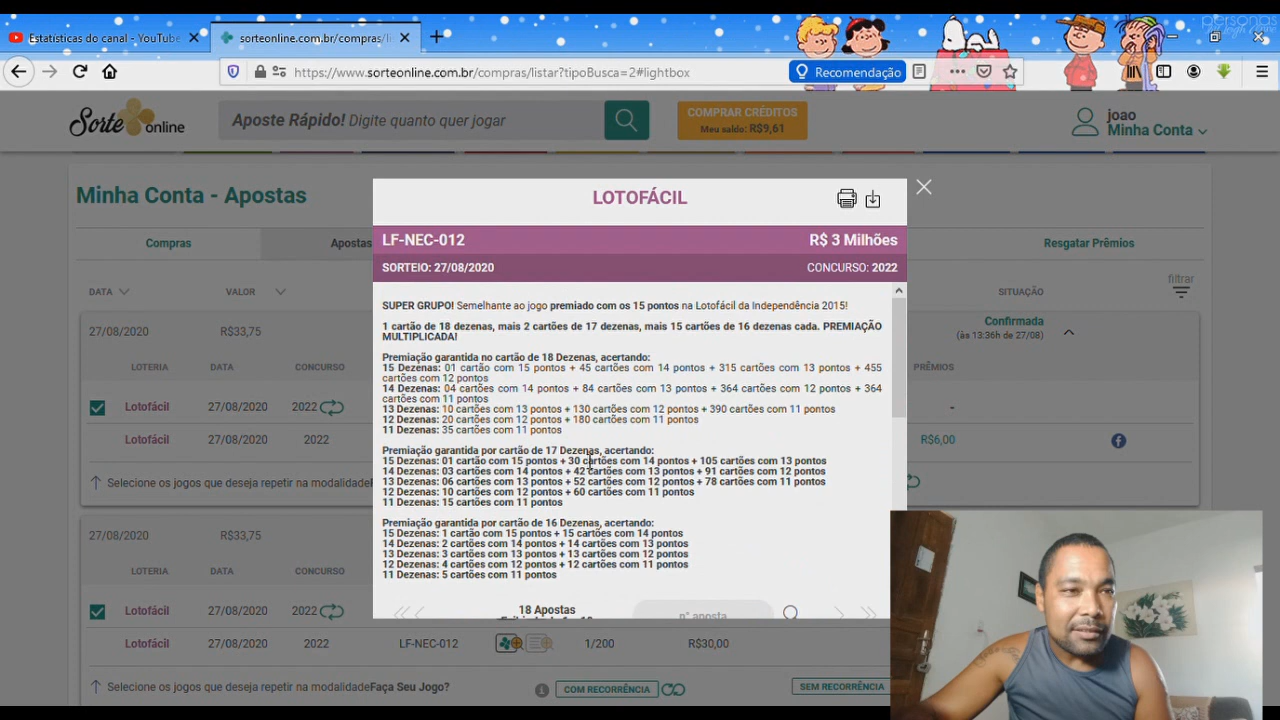 personas
Estatísticas do canal - YouTube
sorteonline.com.br/compras/li
https://www.sorteonline.com.br/compras/listar?tipoBusca=2#lightbox
Recomendação
Sorte online
Aposte Rápido! Digite quanto quer jogar
COMPRAR CRÉDITOS
Meu saldo: R$9,61
joao
Minha Conta
Minha Conta - Apostas
Compras
Apostas
Resgatar Prêmios
DATA
VALOR
SITUAÇÃO
filtrar
27/08/2020
R$33,75
Confirmada
(às 13:36h de 27/08)
LOTERIA
DATA
CONCURSO
PRÊMIOS
Lotofácil
27/08/2020
2022
-
Lotofácil
27/08/2020
2022
R$6,00
Selecione os jogos que deseja repetir na modalidade
27/08/2020
R$33,75
LOTERIA
DATA
CONCURSO
Lotofácil
27/08/2020
2022
Lotofácil
27/08/2020
2022
LF-NEC-012
1/200
R$30,00
Selecione os jogos que deseja repetir na modalidadeFaça Seu Jogo?
COM RECORRÊNCIA
SEM RECORRÊNCIA
LOTOFÁCIL
LF-NEC-012
R$ 3 Milhões
SORTEIO: 27/08/2020
CONCURSO: 2022
SUPER GRUPO! Semelhante ao jogo premiado com os 15 pontos na Lotofácil da Independência 2015!
1 cartão de 18 dezenas, mais 2 cartões de 17 dezenas, mais 15 cartões de 16 dezenas cada. PREMIAÇÃO
MULTIPLICADA!
Premiação garantida no cartão de 18 Dezenas, acertando:
15 Dezenas: 01 cartão com 15 pontos + 45 cartões com 14 pontos + 315 cartões com 13 pontos + 455
cartões com 12 pontos
14 Dezenas: 04 cartões com 14 pontos + 84 cartões com 13 pontos + 364 cartões com 12 pontos + 364
cartões com 11 pontos
13 Dezenas: 10 cartões com 13 pontos + 130 cartões com 12 pontos + 390 cartões com 11 pontos
12 Dezenas: 20 cartões com 12 pontos + 180 cartões com 11 pontos
11 Dezenas: 35 cartões com 11 pontos
Premiação garantida por cartão de 17 Dezenas, acertando:
15 Dezenas: 01 cartão com 15 pontos + 30 cartões com 14 pontos + 105 cartões com 13 pontos
14 Dezenas: 03 cartões com 14 pontos + 42 cartões com 13 pontos + 91 cartões com 12 pontos
13 Dezenas: 06 cartões com 13 pontos + 52 cartões com 12 pontos + 78 cartões com 11 pontos
12 Dezenas: 10 cartões com 12 pontos + 60 cartões com 11 pontos
11 Dezenas: 15 cartões com 11 pontos
Premiação garantida por cartão de 16 Dezenas, acertando:
15 Dezenas: 1 cartão com 15 pontos + 15 cartões com 14 pontos
14 Dezenas: 2 cartões com 14 pontos + 14 cartões com 13 pontos
13 Dezenas: 3 cartões com 13 pontos + 13 cartões com 12 pontos
12 Dezenas: 4 cartões com 12 pontos + 12 cartões com 11 pontos
11 Dezenas: 5 cartões com 11 pontos
18 Apostas
nº aposta